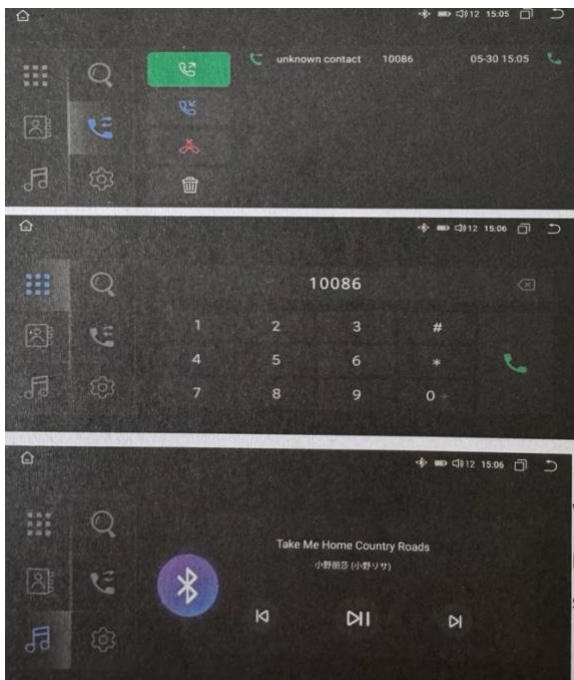 12 15:05
unknown contact 10086 05-30 15:05
12 15:06
10086
1 2 3 #
4 5 6 *
7 8 9 0 +
12 15:06
Take Me Home Country Roads
小野丽莎 (小野リサ)